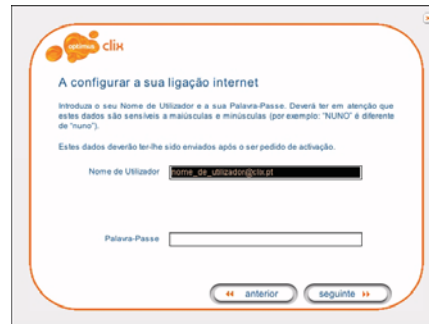 optimus clix
A configurar a sua ligação internet
Introduza o seu Nome de Utilizador e a sua Palavra-Passe. Deverá ter em atenção que
estes dados são sensíveis a maiúsculas e minúsculas (por exemplo: "NUNO" é diferente
de "nuno").
Estes dados deverão ter-lhe sido enviados após o ser pedido de activação.
Nome de Utilizador nome_de_utilizador@clix.pt
Palavra-Passe
anterior seguinte